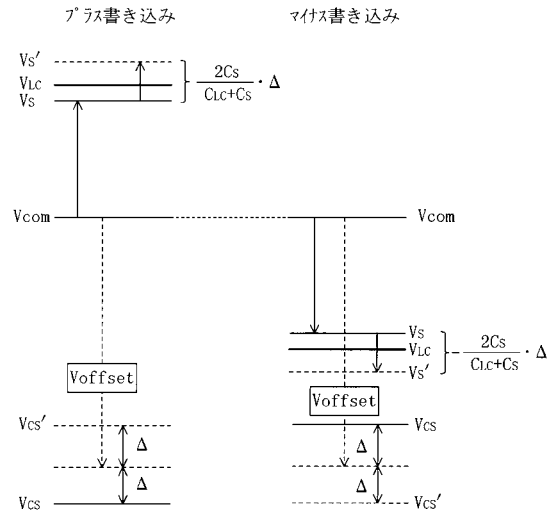 プラス書き込み
マイナス書き込み
VS′
VLC
VS
2CS
CLC+CS
・Δ
Vcom
Vcom
VS
VLC
VS′
−
2CS
CLC+CS
・Δ
Voffset
Voffset
VCS′
VCS
Δ
Δ
Δ
Δ
VCS
VCS′